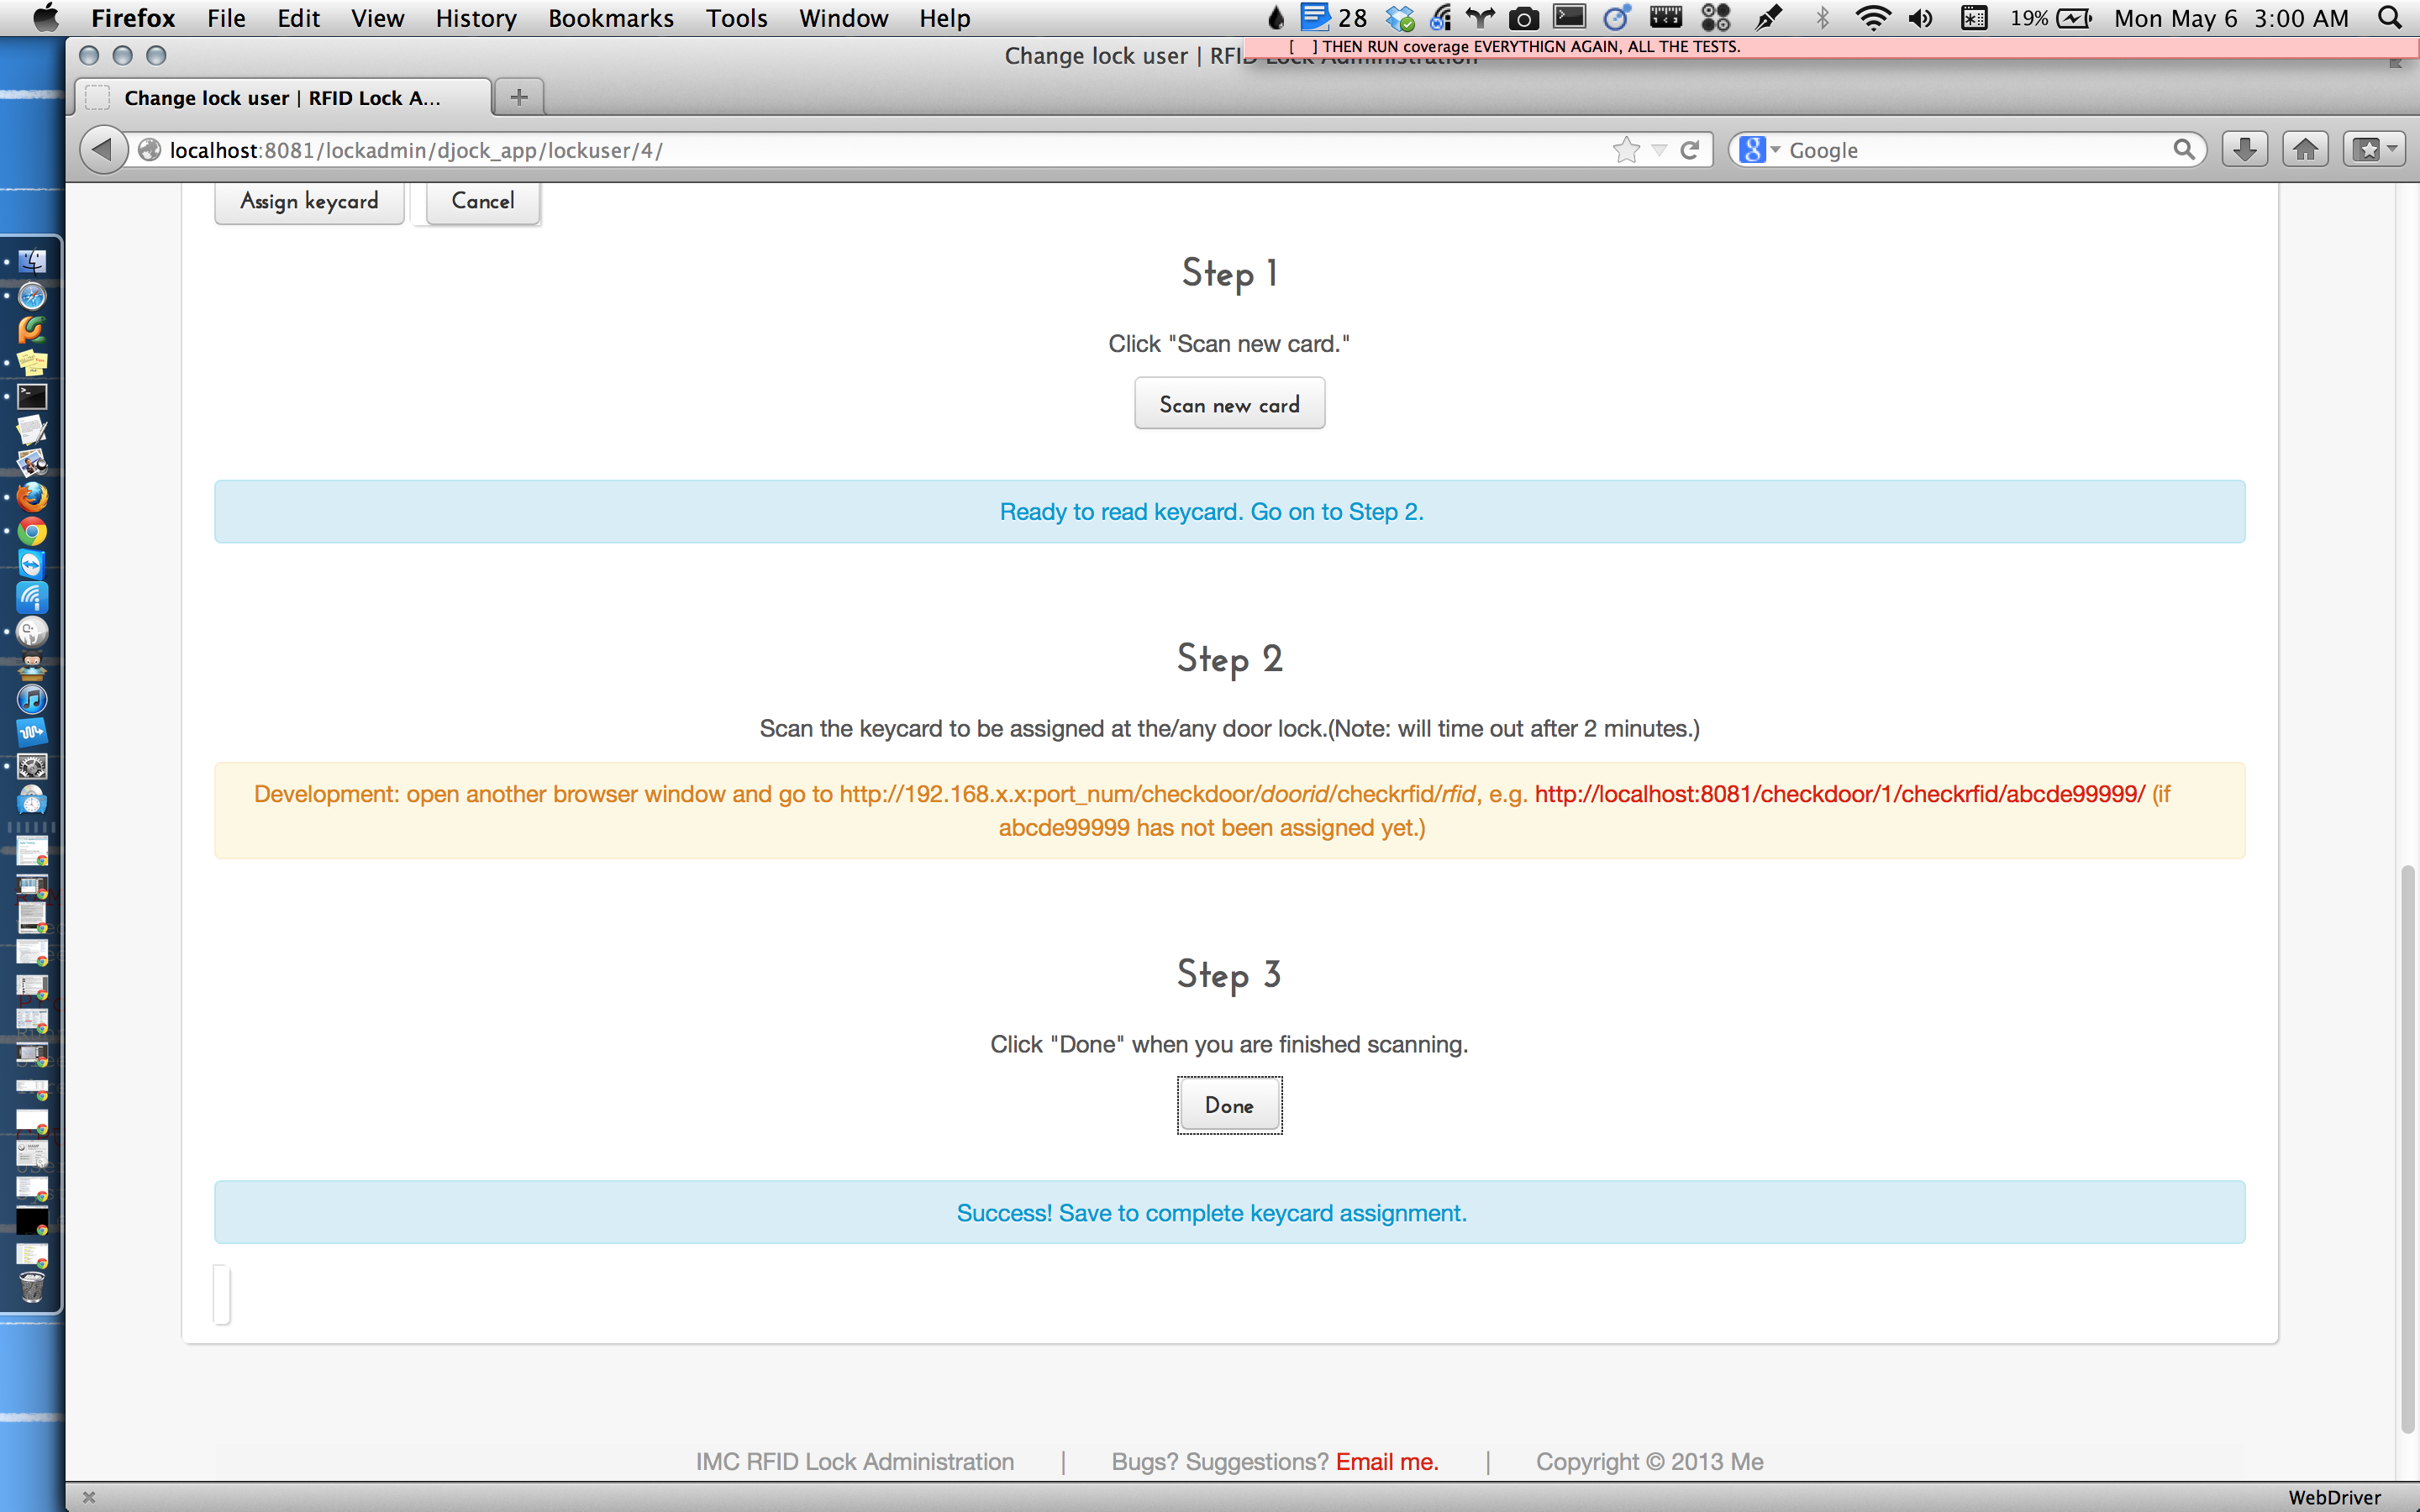 Firefox File Edit View History Bookmarks Tools Window Help 28 19% Mon May 6 3:00 AM
[ ] THEN RUN coverage EVERYTHIGN AGAIN, ALL THE TESTS.
Change lock user | RFID Lock Administration
Change lock user | RFID Lock A...
localhost:8081/lockadmin/djock_app/lockuser/4/
Google
Assign keycard Cancel
Step 1
Click "Scan new card."
Scan new card
Ready to read keycard. Go on to Step 2.
Step 2
Scan the keycard to be assigned at the/any door lock.(Note: will time out after 2 minutes.)
Development: open another browser window and go to http://192.168.x.x:port_num/checkdoor/doorid/checkrfid/rfid, e.g. http://localhost:8081/checkdoor/1/checkrfid/abcde99999/ (if
abcde99999 has not been assigned yet.)
Step 3
Click "Done" when you are finished scanning.
Done
Success! Save to complete keycard assignment.
IMC RFID Lock Administration | Bugs? Suggestions? Email me. | Copyright © 2013 Me
WebDriver